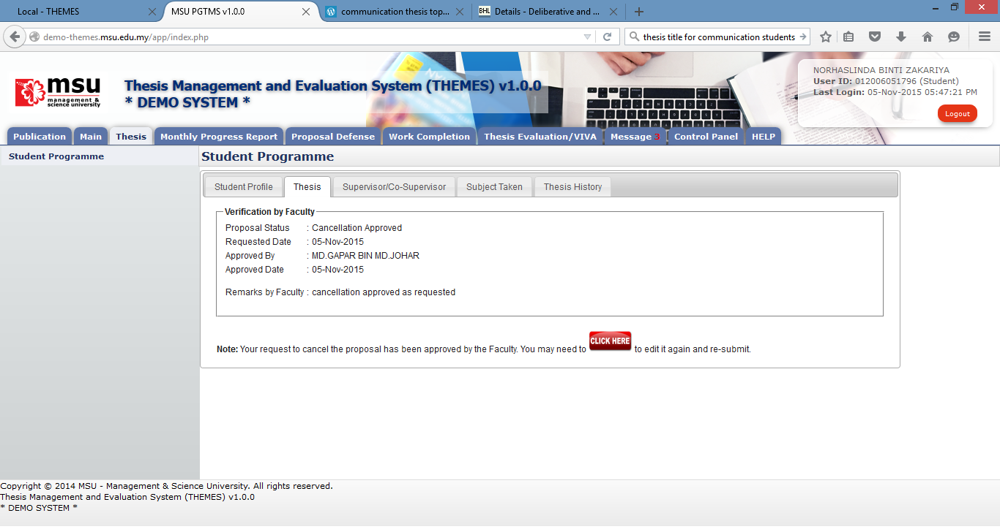 Local - THEMES
MSU PGTMS v1.0.0
communication thesis top...
BHL Details - Deliberative and ...
demo-themes.msu.edu.my/app/index.php
thesis title for communication students
msu
management &
science university
Thesis Management and Evaluation System (THEMES) v1.0.0
* DEMO SYSTEM *
NORHASLINDA BINTI ZAKARIYA
User ID: 012006051796 (Student)
Last Login: 05-Nov-2015 05:47:21 PM
Logout
Publication Main Thesis Monthly Progress Report Proposal Defense Work Completion Thesis Evaluation/VIVA Message 3 Control Panel HELP
Student Programme
Student Programme
Student Profile Thesis Supervisor/Co-Supervisor Subject Taken Thesis History
Verification by Faculty
Proposal Status : Cancellation Approved
Requested Date : 05-Nov-2015
Approved By : MD.GAPAR BIN MD.JOHAR
Approved Date : 05-Nov-2015
Remarks by Faculty : cancellation approved as requested
Note: Your request to cancel the proposal has been approved by the Faculty. You may need to CLICK HERE to edit it again and re-submit.
Copyright © 2014 MSU - Management & Science University. All rights reserved.
Thesis Management and Evaluation System (THEMES) v1.0.0
* DEMO SYSTEM *